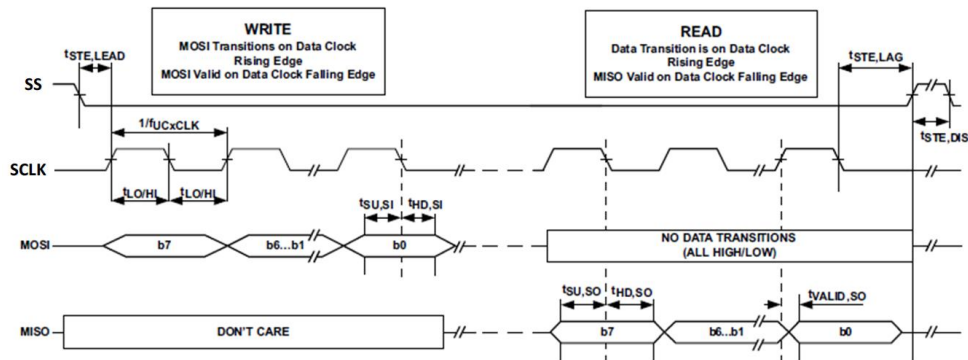 WRITE
MOSI Transitions on Data Clock
Rising Edge
MOSI Valid on Data Clock Falling Edge
READ
Data Transition is on Data Clock
Rising Edge
MISO Valid on Data Clock Falling Edge
tSTE,LEAD
tSTE,LAG
SS
1/fUCxCLK
tSTE,DIS
SCLK
tLO/HI
tLO/HI
tSU,SI
tHD,SI
MOSI
b7
b6...b1
b0
NO DATA TRANSITIONS
(ALL HIGH/LOW)
tSU,SO
tHD,SO
tVALID,SO
MISO
DON'T CARE
b7
b6...b1
b0